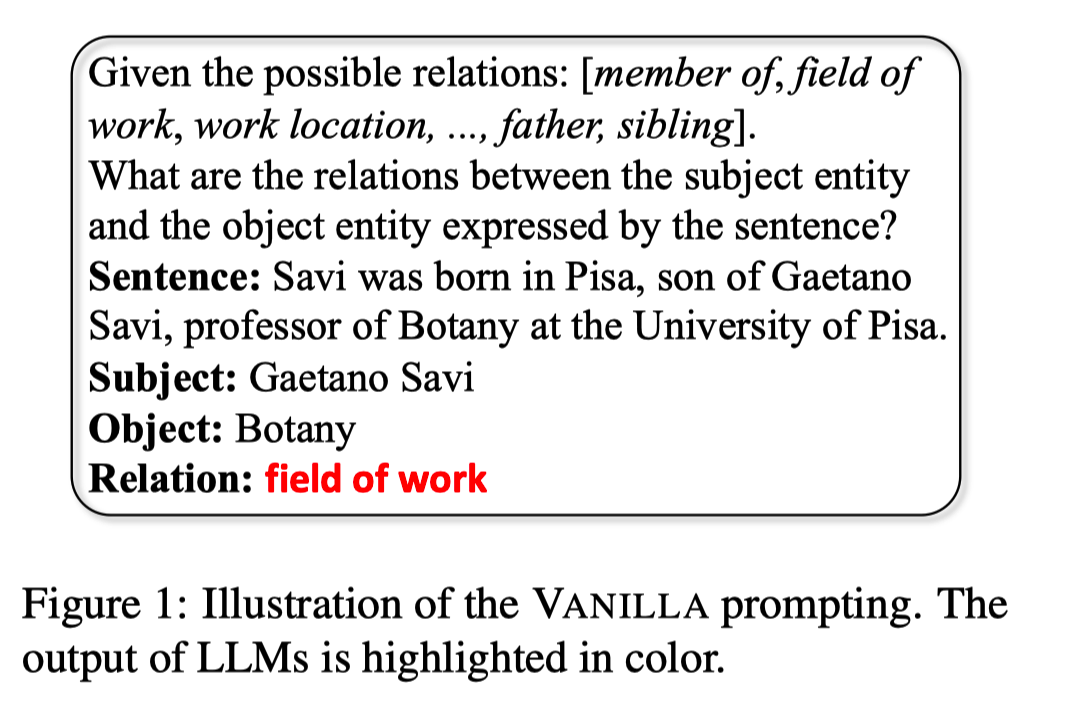 Given the possible relations: [member of, field of
work, work location, ..., father, sibling].
What are the relations between the subject entity
and the object entity expressed by the sentence?
Sentence: Savi was born in Pisa, son of Gaetano
Savi, professor of Botany at the University of Pisa.
Subject: Gaetano Savi
Object: Botany
Relation: field of work
Figure 1: Illustration of the VANILLA prompting. The
output of LLMs is highlighted in color.